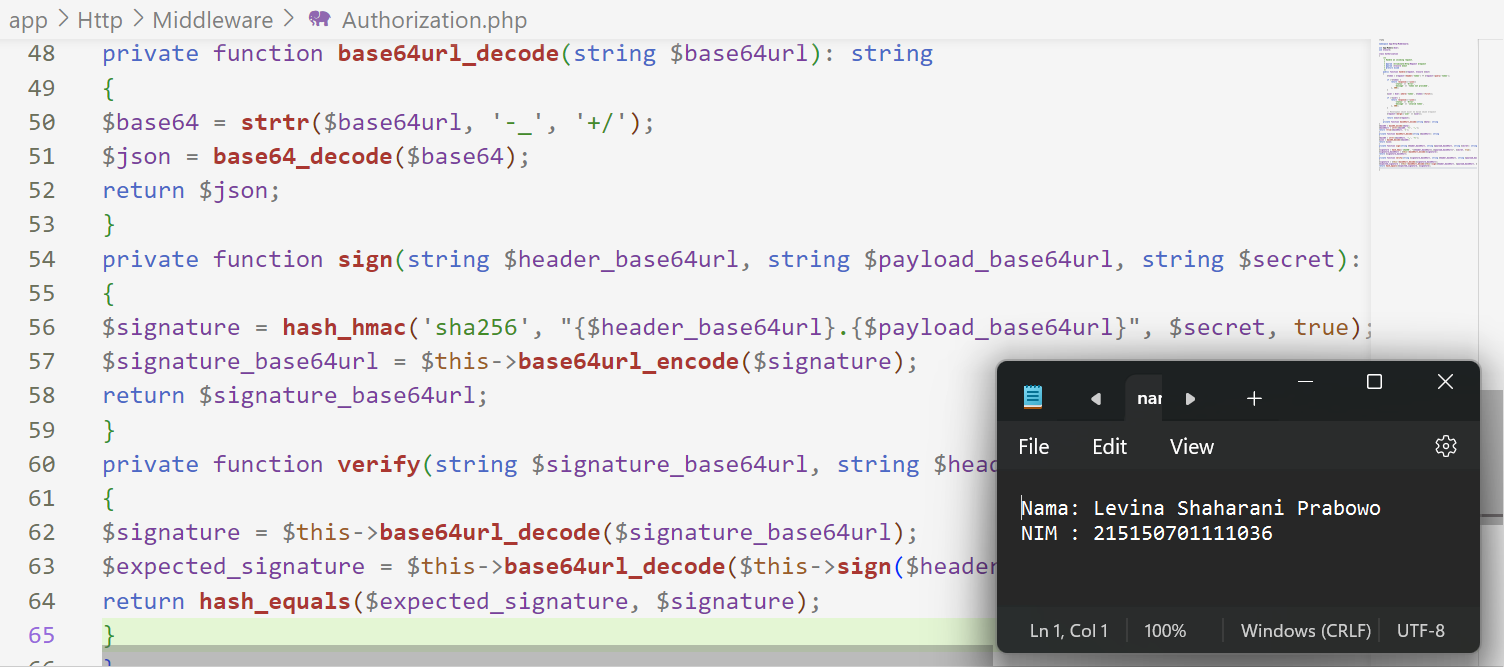 app > Http > Middleware > Authorization.php
48 private function base64url_decode(string $base64url): string
49 {
50 $base64 = strtr($base64url, '-_', '+/');
51 $json = base64_decode($base64);
52 return $json;
53 }
54 private function sign(string $header_base64url, string $payload_base64url, string $secret):
55 {
56 $signature = hash_hmac('sha256', "{$header_base64url}.{$payload_base64url}", $secret, true);
57 $signature_base64url = $this->base64url_encode($signature);
58 return $signature_base64url;
59 }
60 private function verify(string $signature_base64url, string $head
61 {
62 $signature = $this->base64url_decode($signature_base64url);
63 $expected_signature = $this->base64url_decode($this->sign($header
64 return hash_equals($expected_signature, $signature);
65 }
66 }
nar
File Edit View
Nama: Levina Shaharani Prabowo
NIM : 215150701111036
Ln 1, Col 1 100% Windows (CRLF) UTF-8